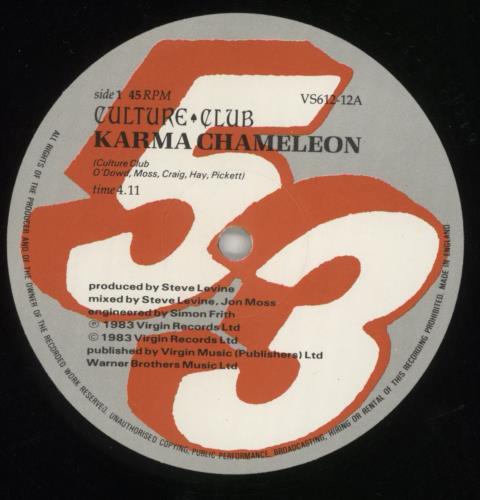 side 1 45 RPM
VS612-12A
CULTURE♦CLUB
KARMA CHAMELEON
(Culture Club
O'Dowd, Moss, Craig, Hay, Pickett)
time 4.11
53
produced by Steve Levine
mixed by Steve Levine, Jon Moss
engineered by Simon Frith
℗ 1983 Virgin Records Ltd
© 1983 Virgin Records Ltd
published by Virgin Music (Publishers) Ltd
Warner Brothers Music Ltd
ALL RIGHTS OF THE PRODUCER AND OF THE OWNER OF THE RECORDED WORK RESERVED. UNAUTHORISED COPYING, PUBLIC PERFORMANCE, BROADCASTING, HIRING OR RENTAL OF THIS RECORDING PROHIBITED. MADE IN ENGLAND